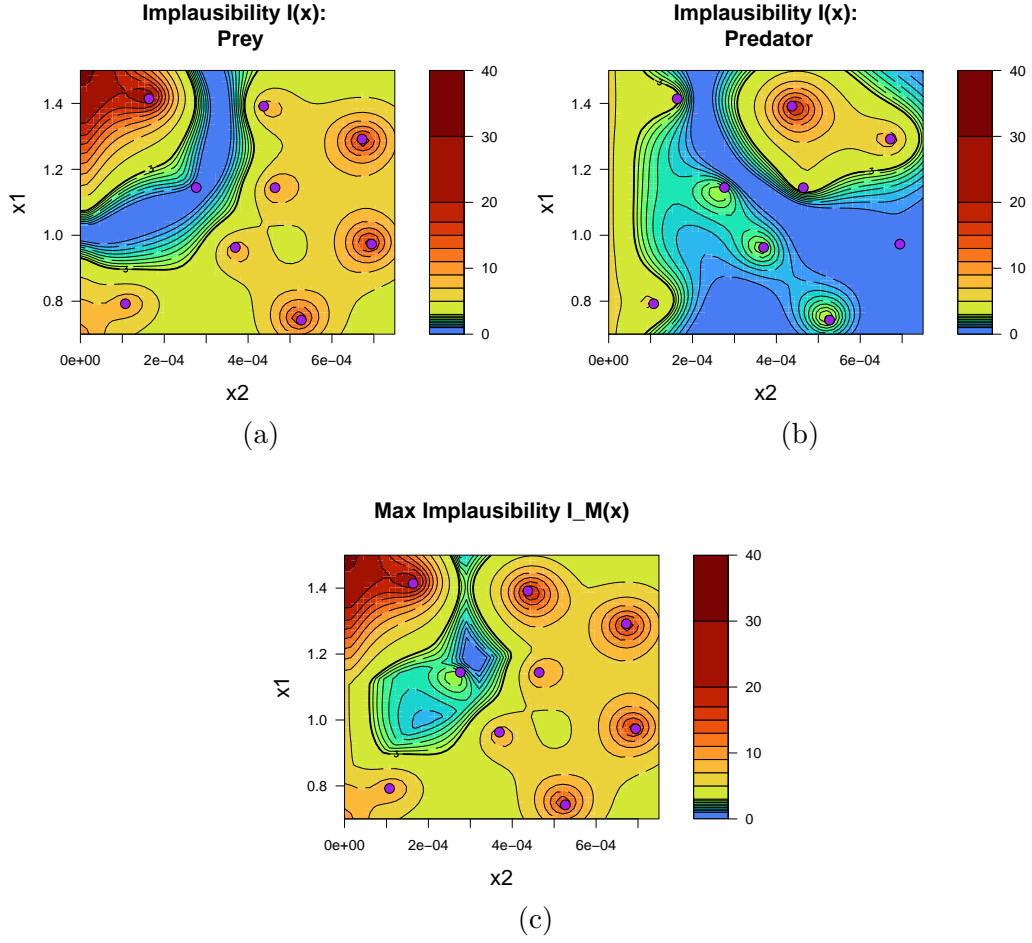 Implausibility I(x):
Prey
x1
1.4
1.2
1.0
0.8
3
3
0e+00
2e−04
4e−04
6e−04
x2
40
30
20
10
0
(a)
Implausibility I(x):
Predator
x1
1.4
1.2
1.0
0.8
3
3
3
0e+00
2e−04
4e−04
6e−04
x2
40
30
20
10
0
(b)
Max Implausibility I_M(x)
x1
1.4
1.2
1.0
0.8
3
0e+00
2e−04
4e−04
6e−04
x2
40
30
20
10
0
(c)